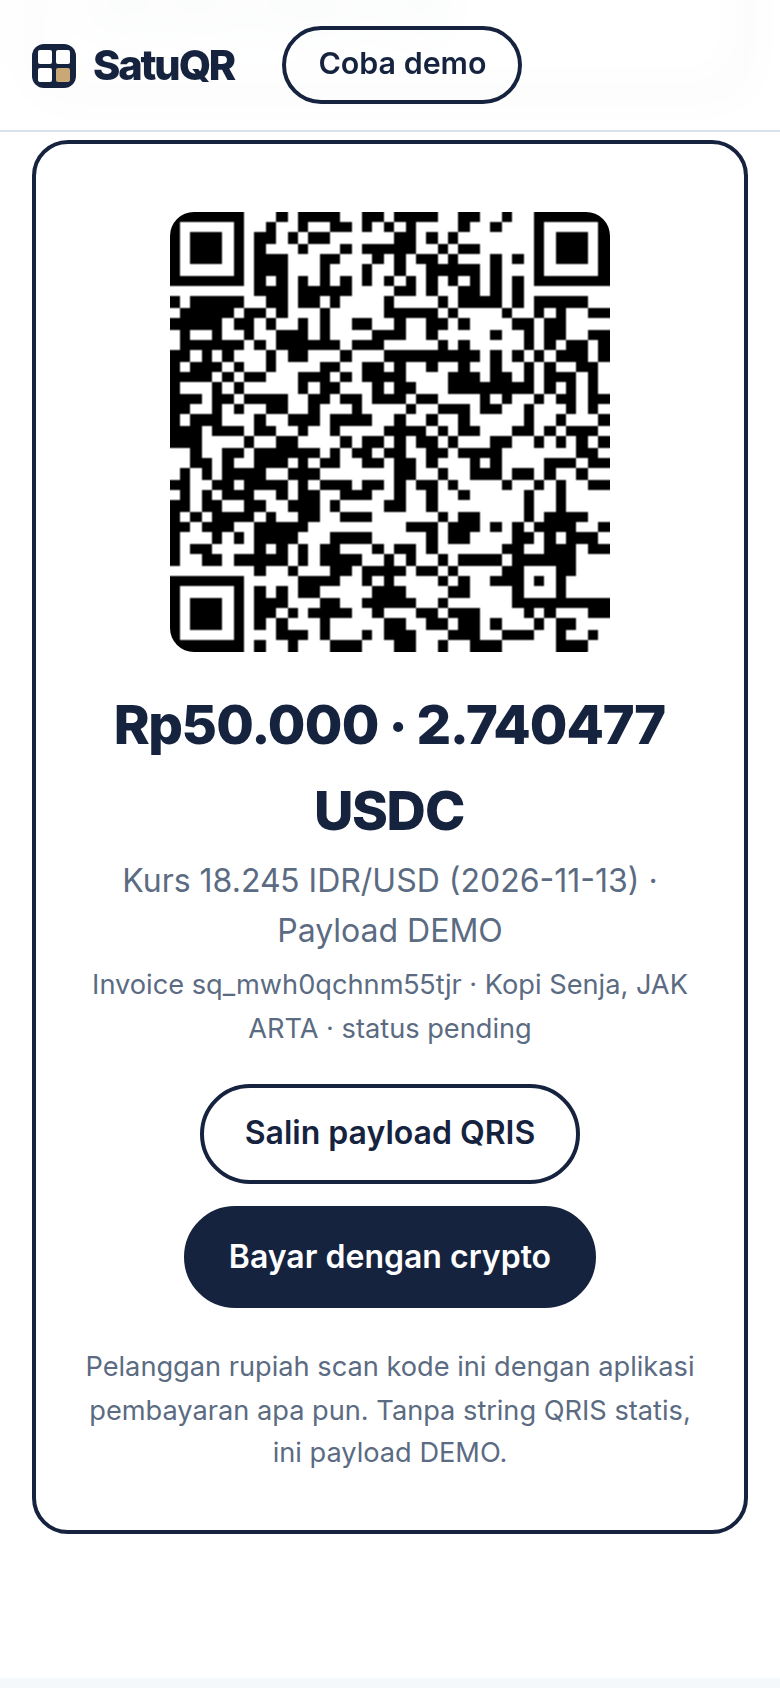 SatuQR
Coba demo
Rp50.000 · 2.740477
USDC
Kurs 18.245 IDR/USD (2026-11-13) ·
Payload DEMO
Invoice sq_mwh0qchnm55tjr · Kopi Senja, JAK
ARTA · status pending
Salin payload QRIS
Bayar dengan crypto
Pelanggan rupiah scan kode ini dengan aplikasi
pembayaran apa pun. Tanpa string QRIS statis,
ini payload DEMO.